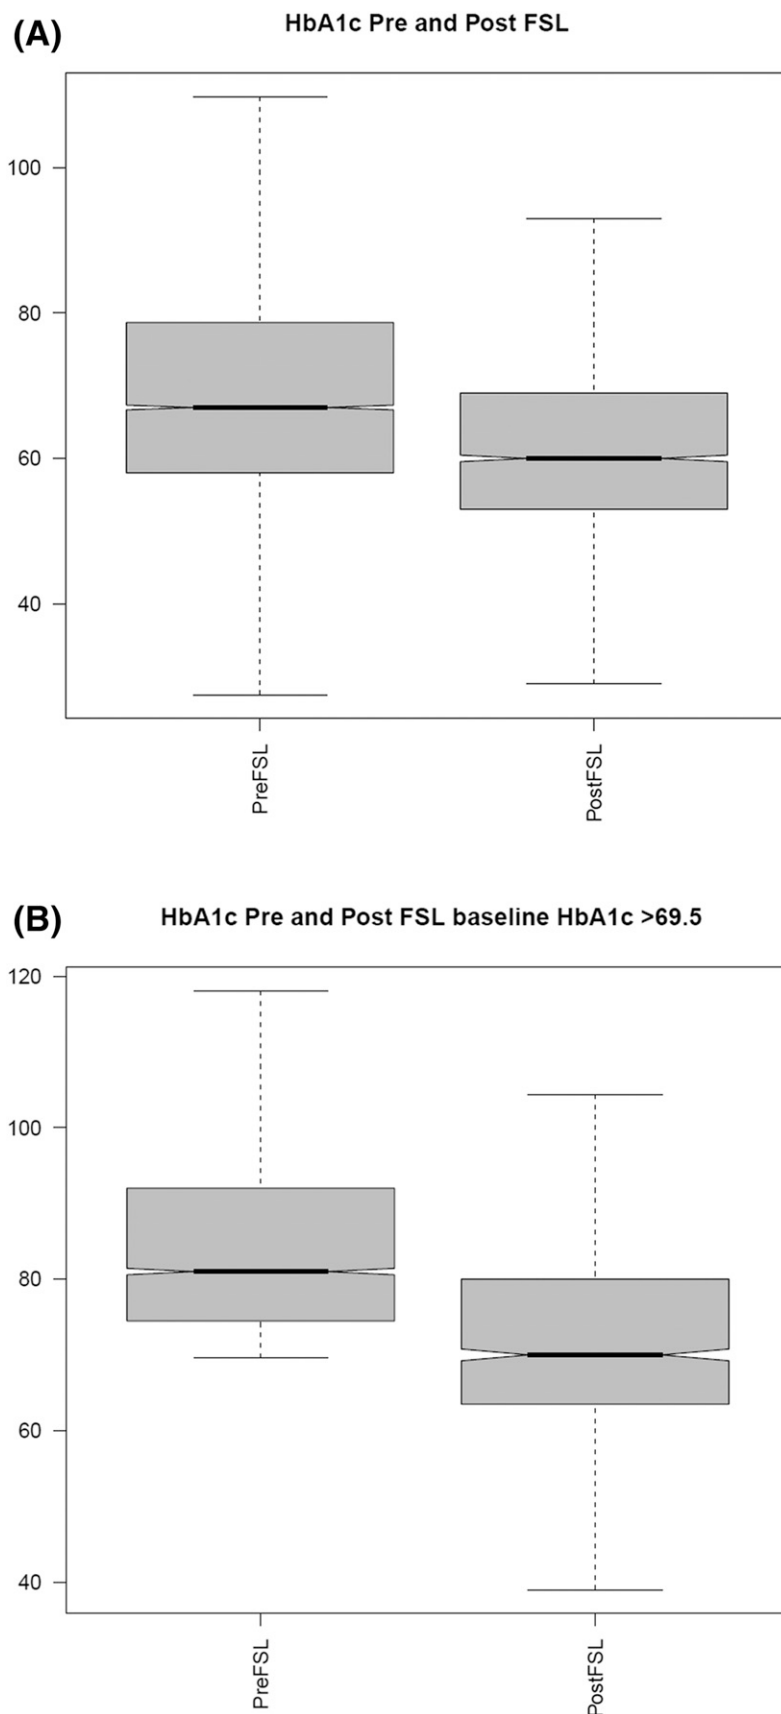 (A)
HbA1c Pre and Post FSL
100
80
60
40
PreFSL
PostFSL
(B)
HbA1c Pre and Post FSL baseline HbA1c >69.5
120
100
80
60
40
PreFSL
PostFSL